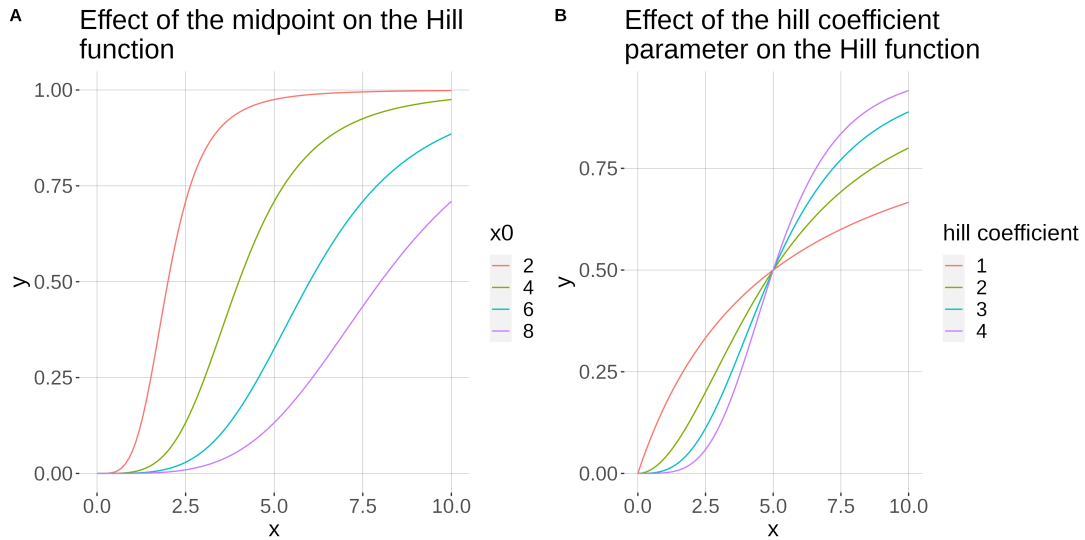 A
Effect of the midpoint on the Hill
function
1.00
0.75
0.50
0.25
0.00
y
0.0 2.5 5.0 7.5 10.0
x
x0
2
4
6
8
B
Effect of the hill coefficient
parameter on the Hill function
0.75
0.50
0.25
0.00
y
0.0 2.5 5.0 7.5 10.0
x
hill coefficient
1
2
3
4